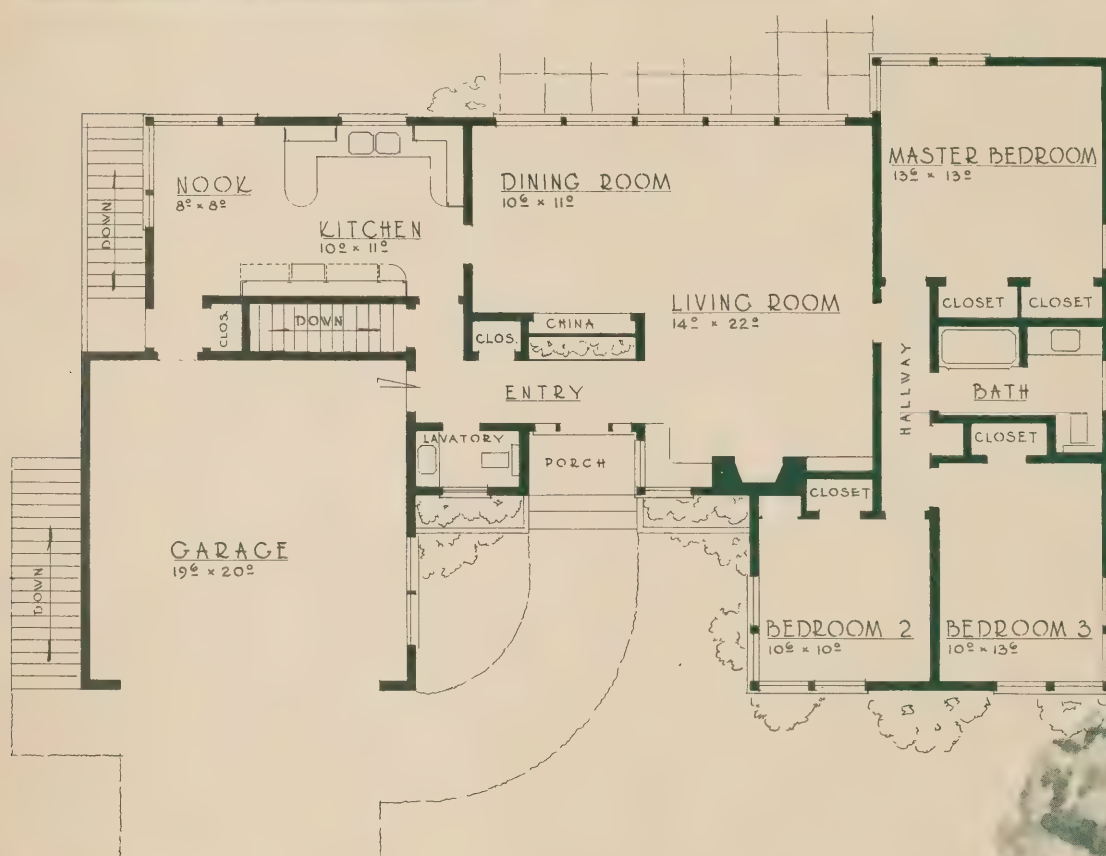 NOOK
8⁰ × 8⁰
DOWN
KITCHEN
10⁰ × 11⁰
DINING ROOM
10⁶ × 11⁰
MASTER BEDROOM
13⁶ × 13⁰
LIVING ROOM
14⁰ × 22⁰
CLOSET
CLOSET
CLOS.
DOWN
CHINA
CLOS.
ENTRY
HALLWAY
BATH
LAVATORY
PORCH
CLOSET
CLOSET
GARAGE
19⁶ × 20⁰
DOWN
BEDROOM 2
10⁶ × 10⁰
BEDROOM 3
10⁰ × 13⁶